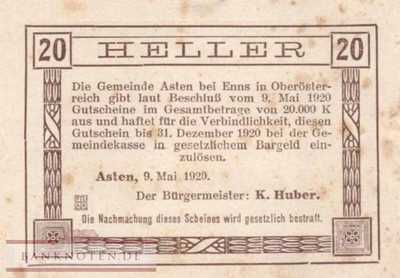 20 HELLER 20
Die Gemeinde Asten bei Enns in Oberöster-
reich gibt laut Beschluß vom 9. Mai 1920
Gutscheine im Gesamtbetrage von 20.000 K
aus und haftet für die Verbindlichkeit, diesen
Gutschein bis 31. Dezember 1920 bei der Ge-
meindekasse in gesetzlichem Bargeld ein-
zulösen.
Asten, 9. Mai 1920.
Der Bürgermeister: K. Huber.
Die Nachmachung dieses Scheines wird gesetzlich bestraft.
BANKNOTEN.DE